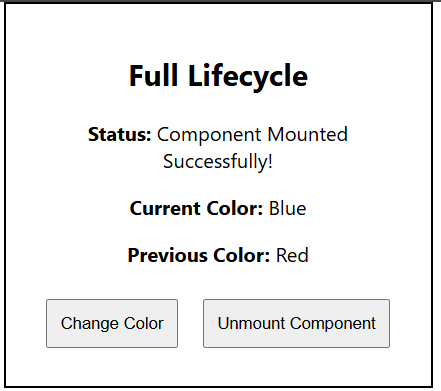 Full Lifecycle
Status: Component Mounted
Successfully!
Current Color: Blue
Previous Color: Red
Change Color
Unmount Component